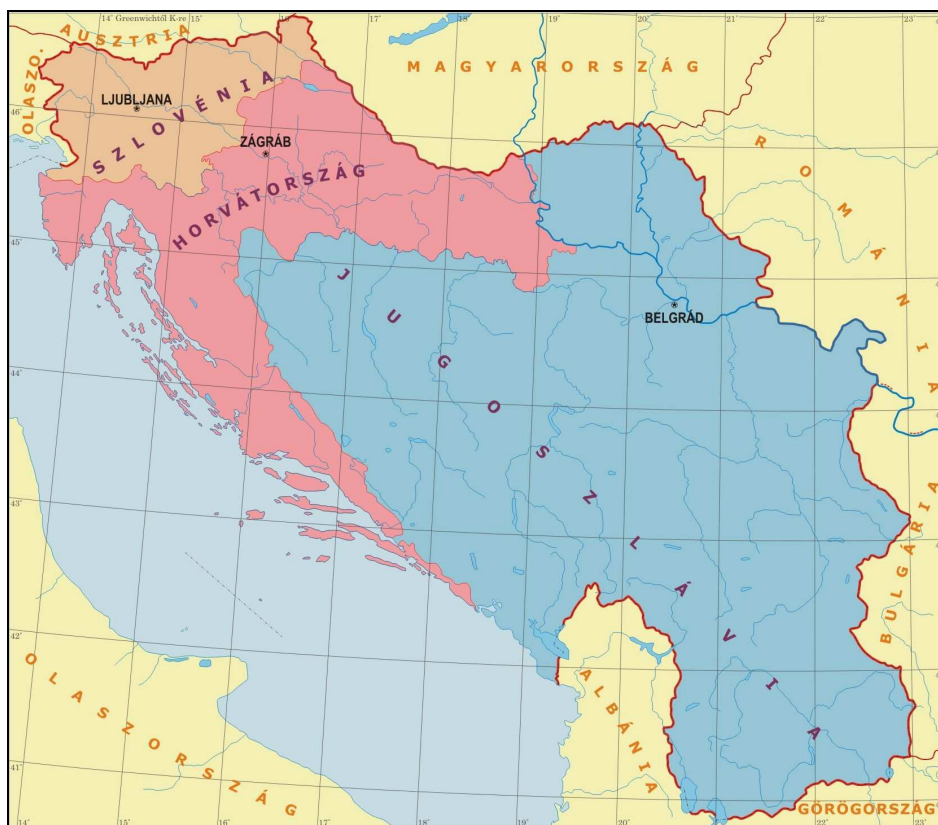 14° Greenwichtől K-re
15°
16
17
18
19
20
21
22
23
AUSZTRIA
OLASZO.
MAGYARORSZÁG
LJUBLJANA
46°
SZLOVÉNIA
ZÁGRÁB
ROMÁNIA
HORVÁTORSZÁG
45°
JUGOSZLÁVIA
BELGRÁD
44°
43°
BULGÁRIA
42°
OLASZORSZÁG
ALBÁNIA
41°
GÖRÖGORSZÁG
14°
15°
16
17
18
19
20
21
22
23